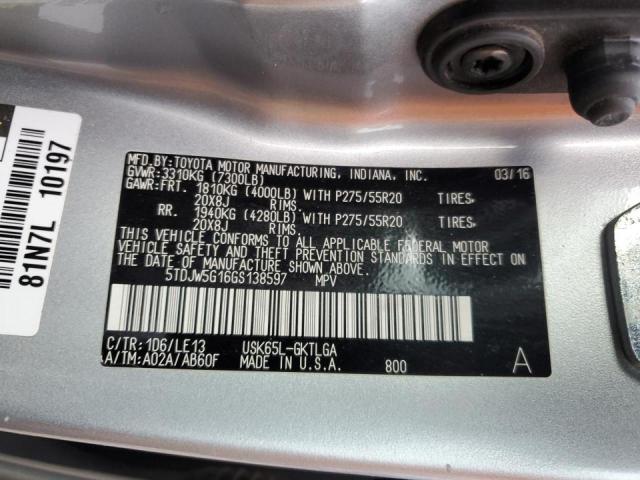 MFD.BY:TOYOTA MOTOR MANUFACTURING, INDIANA, INC. 03/16
GVWR:3310KG (7300LB)
GAWR:FRT. 1810KG (4000LB) WITH P275/55R20 TIRES,
20X8J RIMS.
RR. 1940KG (4280LB) WITH P275/55R20 TIRES,
20X8J RIMS.
THIS VEHICLE CONFORMS TO ALL APPLICABLE FEDERAL MOTOR
VEHICLE SAFETY AND THEFT PREVENTION STANDARDS IN EFFECT ON
THE DATE OF MANUFACTURE SHOWN ABOVE.
5TDJW5G16GS138597 MPV
C/TR:1D6/LE13 USK65L-GKTLGA
A/TM:A02A/AB60F MADE IN U.S.A. 800 A
81N7L 10197